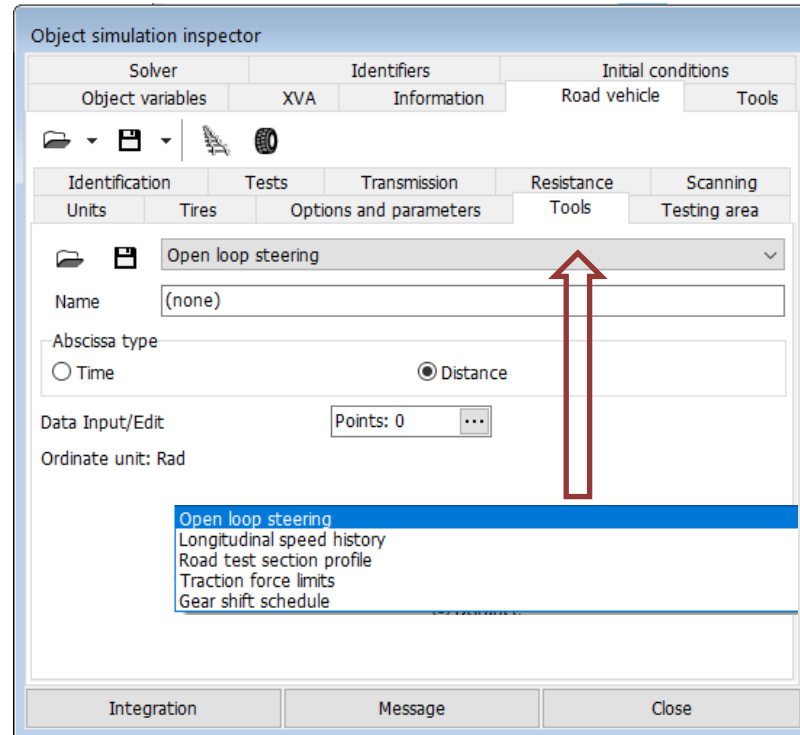 Object simulation inspector
Solver Identifiers Initial conditions
Object variables XVA Information Road vehicle Tools
Identification Tests Transmission Resistance Scanning
Units Tires Options and parameters Tools Testing area
Open loop steering
Name (none)
Abscissa type
Time Distance
Data Input/Edit Points: 0 ...
Ordinate unit: Rad
Open loop steering
Longitudinal speed history
Road test section profile
Traction force limits
Gear shift schedule
Integration Message Close